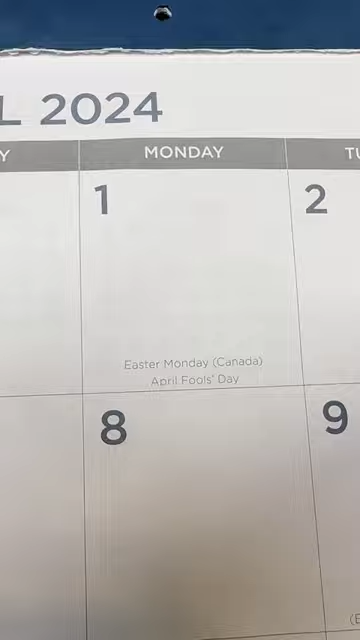 L 2024
Y MONDAY TU
1 2
Easter Monday (Canada)
April Fools' Day
8 9
(E